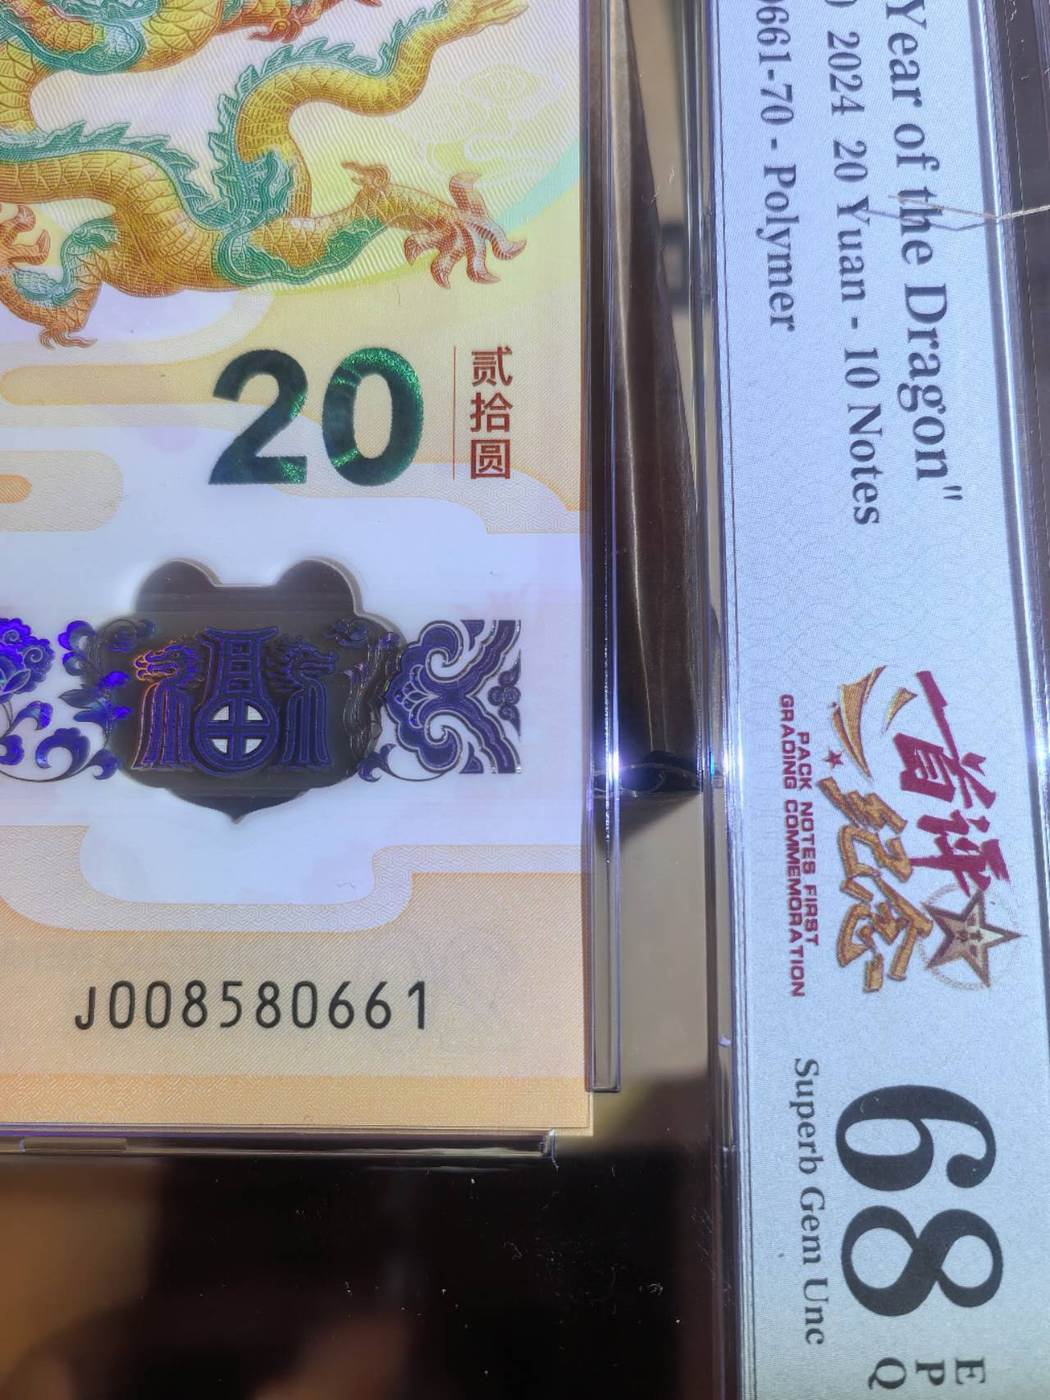 20
贰拾圆
J008580661
Year of the Dragon"
2024 20 Yuan - 10 Notes
0661-70 - Polymer
首评
纪念
PACK NOTES FIRST
GRADING COMMEMORATION
68
EPQ
Superb Gem Unc